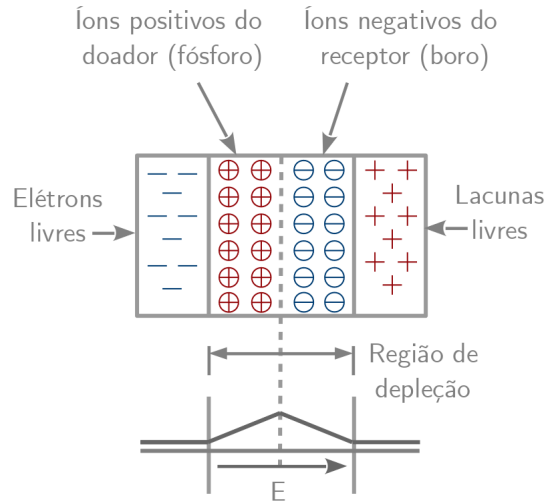 Íons positivos do
doador (fósforo)
Íons negativos do
receptor (boro)
Elétrons
livres
Lacunas
livres
Região de
depleção
E